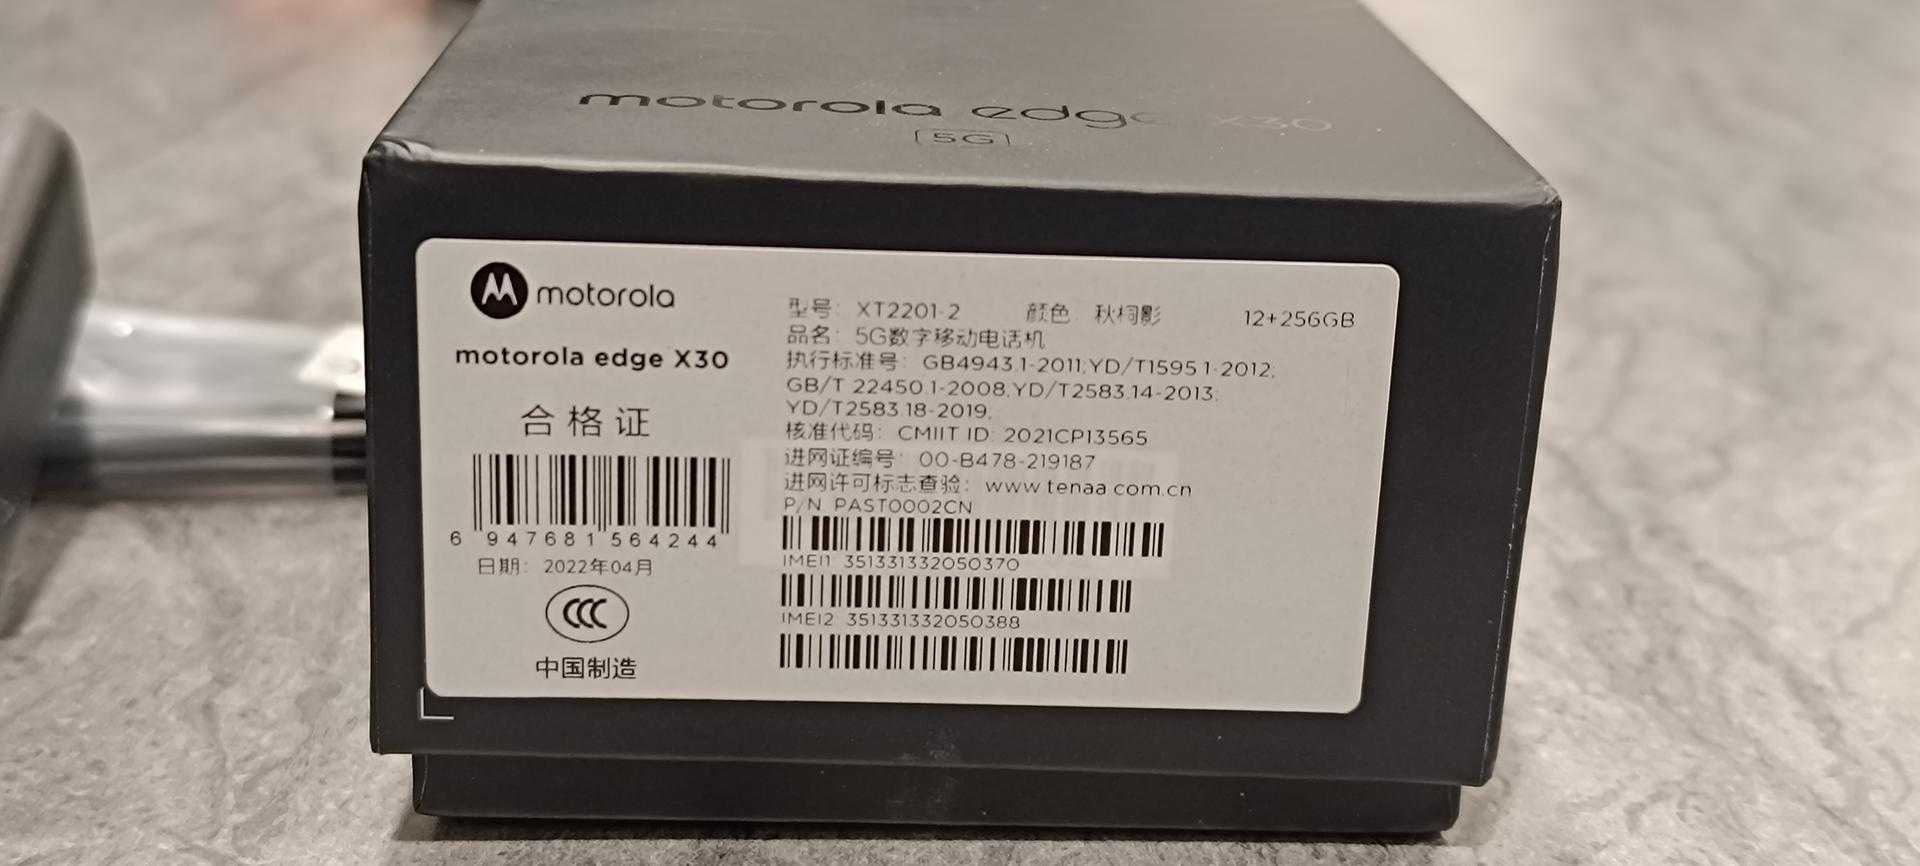 motorola edge X30
5G
motorola
motorola edge X30
合格证
6 947681 564244
日期: 2022年04月
CCC
中国制造
型号: XT2201-2 颜色: 秋桐影 12+256GB
品名: 5G数字移动电话机
执行标准号: GB4943.1-2011;YD/T1595.1-2012;
GB/T 22450.1-2008;YD/T2583.14-2013;
YD/T2583.18-2019;
核准代码: CMIIT ID: 2021CP13565
进网证编号: 00-B478-219187
进网许可标志查验: www.tenaa.com.cn
P/N: PAST0002CN
IMEI1: 351331332050370
IMEI2: 351331332050388